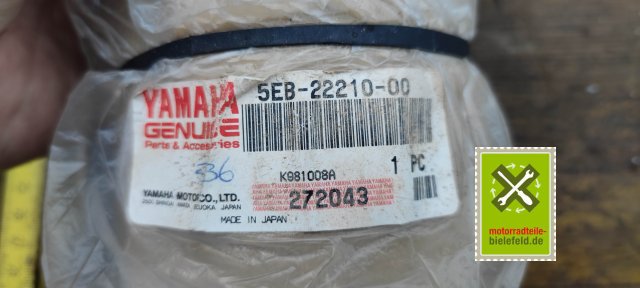 YAMAHA
GENUINE
Parts & Accessories
5EB-22210-00
36
K981008A
1 PC
YAMAHA MOTOR CO., LTD.
272043
MADE IN JAPAN
motorradteile-
bielefeld.de